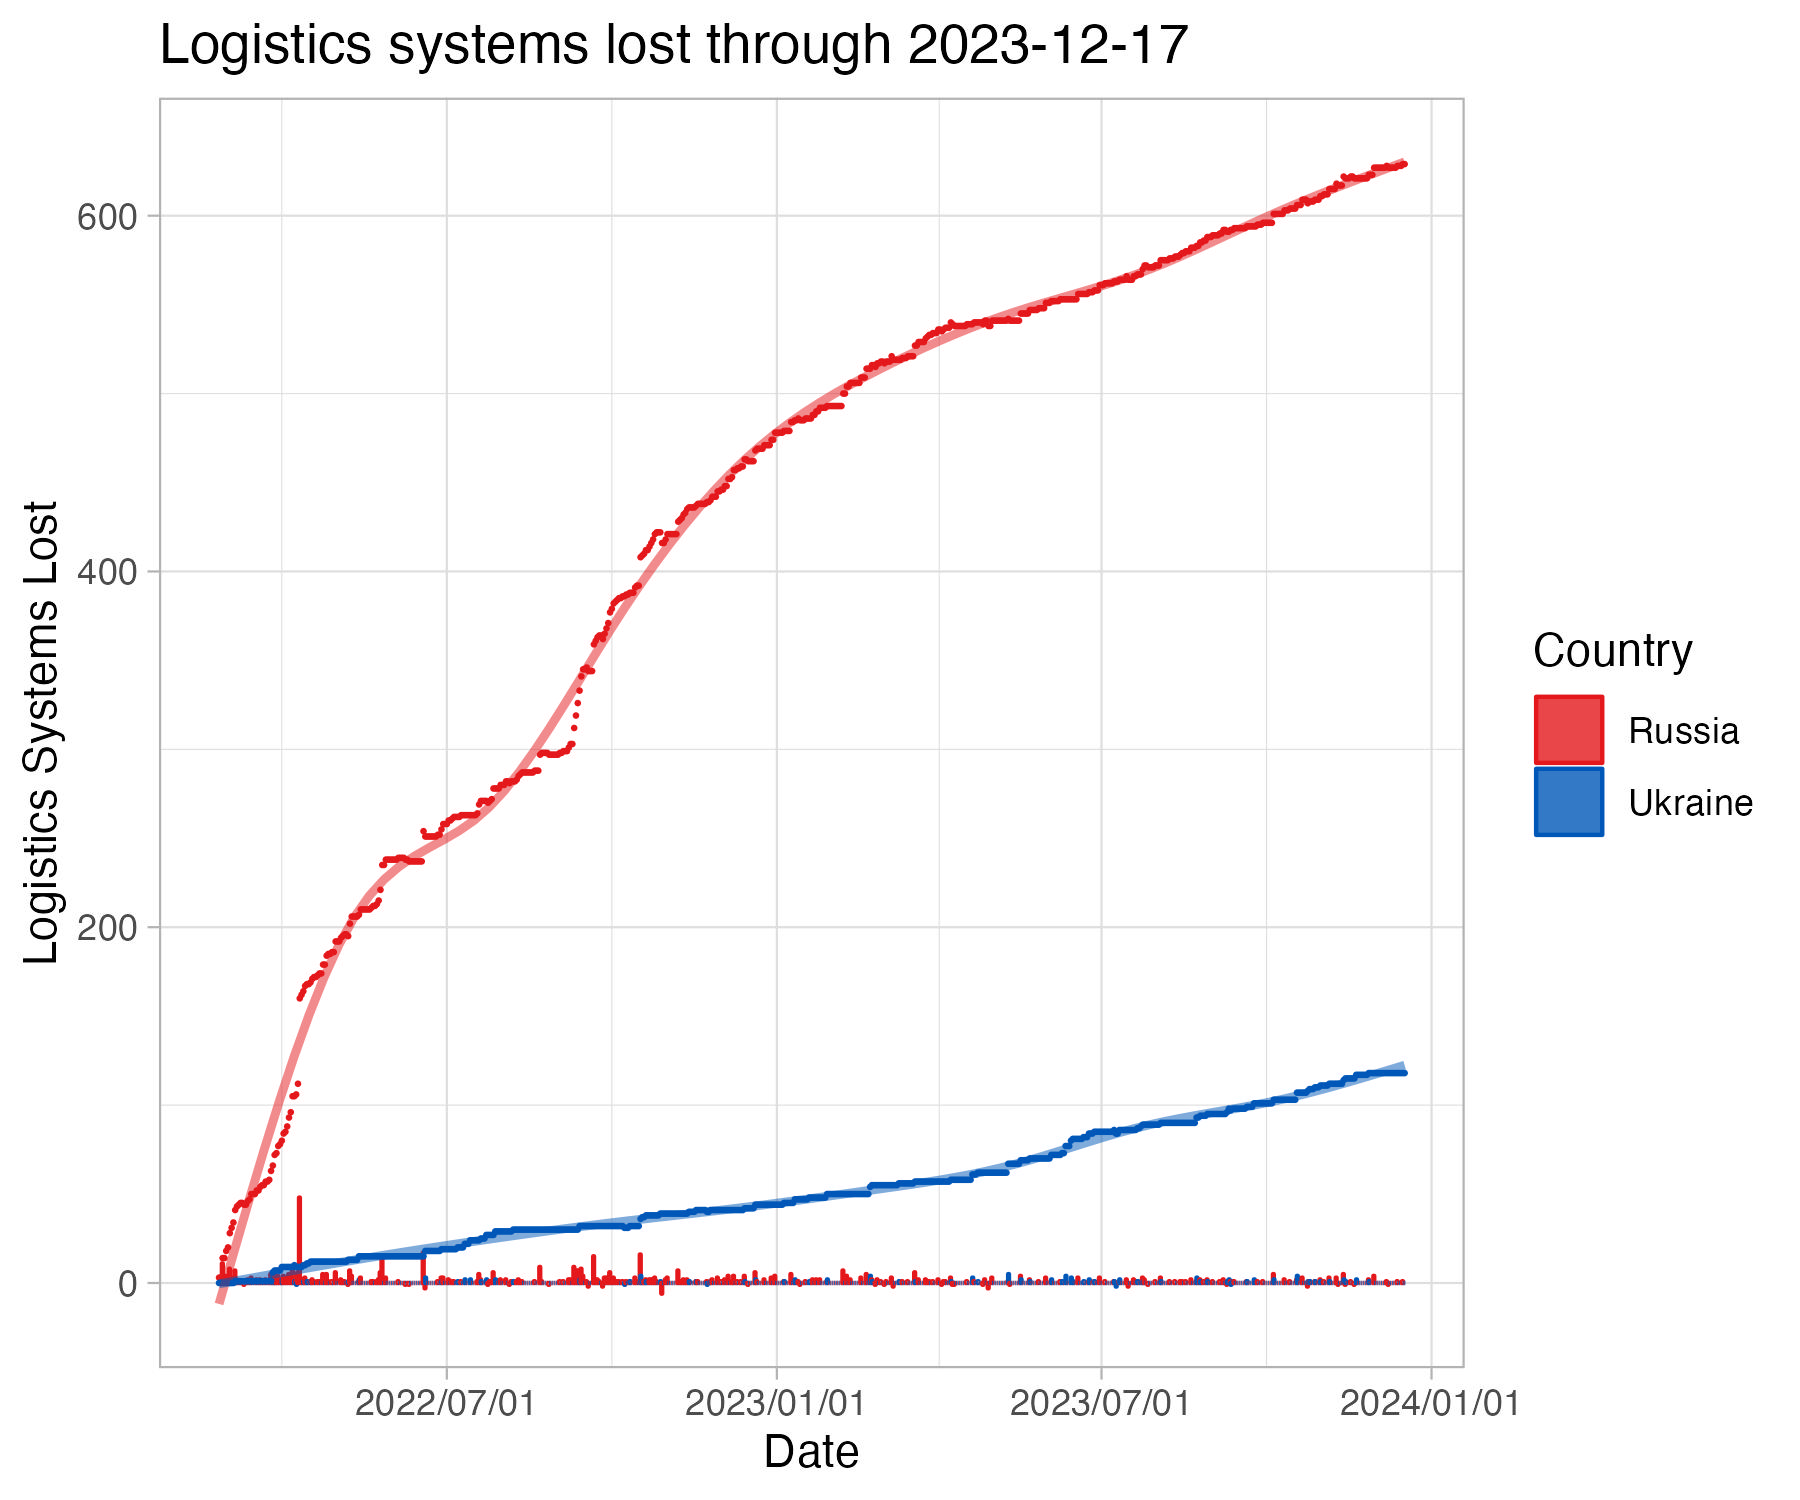 Logistics systems lost through 2023-12-17
Logistics Systems Lost
600
400
200
0
2022/07/01
2023/01/01
2023/07/01
2024/01/01
Date
Country
Russia
Ukraine